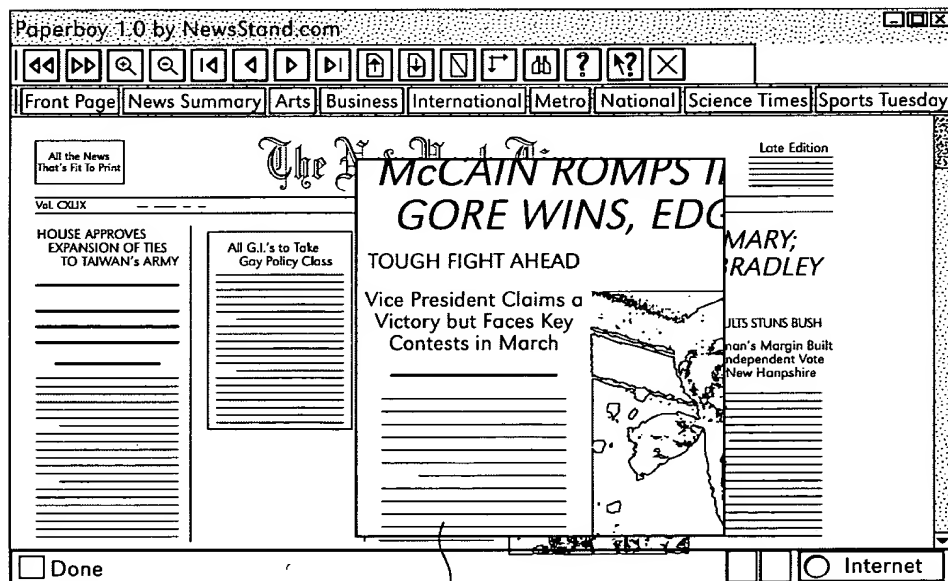 Paperboy 1.0 by NewsStand.com
? ?
Front Page News Summary Arts Business International Metro National Science Times Sports Tuesday
All the News
That's Fit To Print
The
Late Edition
Vol. CXLIX
HOUSE APPROVES
EXPANSION OF TIES
TO TAIWAN's ARMY
All G.I.'s to Take
Gay Policy Class
McCAIN ROMPS
GORE WINS,
TOUGH FIGHT AHEAD
Vice President Claims a
Victory but Faces Key
Contests in March
MARY;
BRADLEY
ULTS STUNS BUSH
nan's Margin Built
ndependent Vote
New Hanpshire
Done
Internet